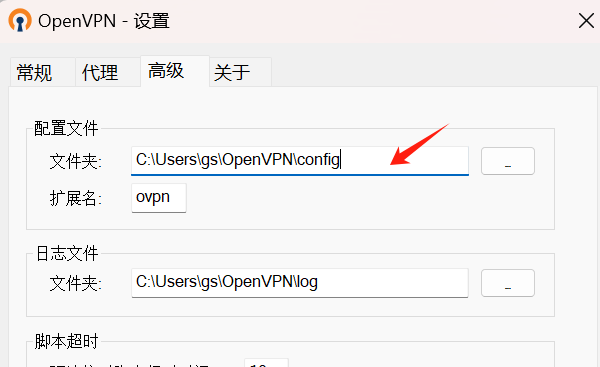 OpenVPN - 设置
常规 代理 高级 关于
配置文件
文件夹: C:\Users\gs\OpenVPN\config
扩展名: ovpn
日志文件
文件夹: C:\Users\gs\OpenVPN\log
脚本超时